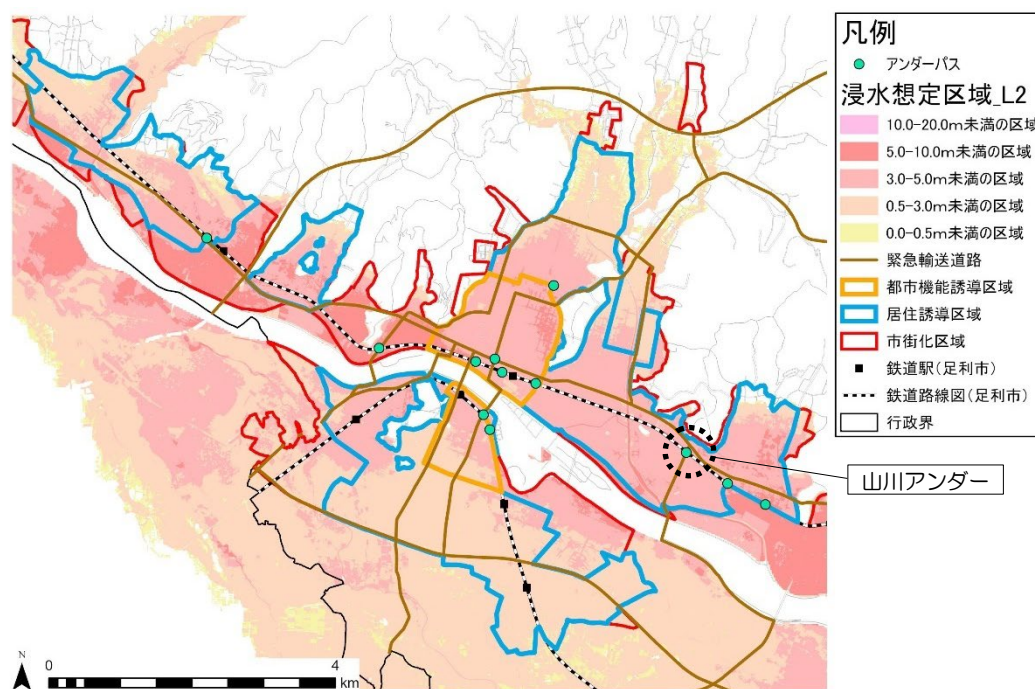 凡例
アンダーパス
浸水想定区域_L2
10.0-20.0m未満の区域
5.0-10.0m未満の区域
3.0-5.0m未満の区域
0.5-3.0m未満の区域
0.0-0.5m未満の区域
緊急輸送道路
都市機能誘導区域
居住誘導区域
市街化区域
鉄道駅(足利市)
鉄道路線図(足利市)
行政界
山川アンダー
N
0
4
km